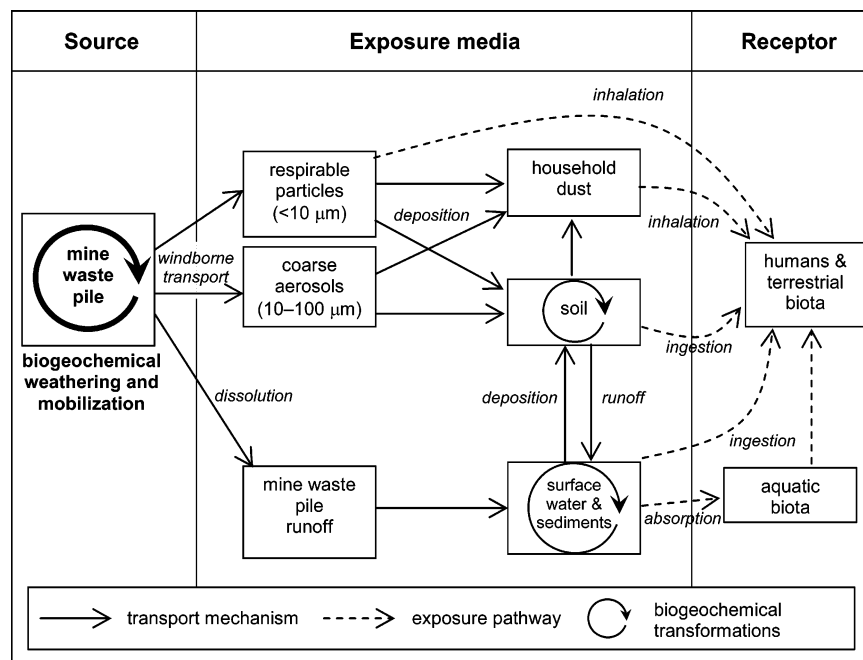 Source
Exposure media
Receptor
inhalation
respirable
particles
(<10 μm)
household
dust
deposition
inhalation
mine
waste
pile
windborne
transport
coarse
aerosols
(10–100 μm)
soil
humans &
terrestrial
biota
ingestion
biogeochemical
weathering and
mobilization
dissolution
deposition
runoff
ingestion
mine waste
pile
runoff
surface
water &
sediments
absorption
aquatic
biota
transport mechanism
exposure pathway
biogeochemical
transformations